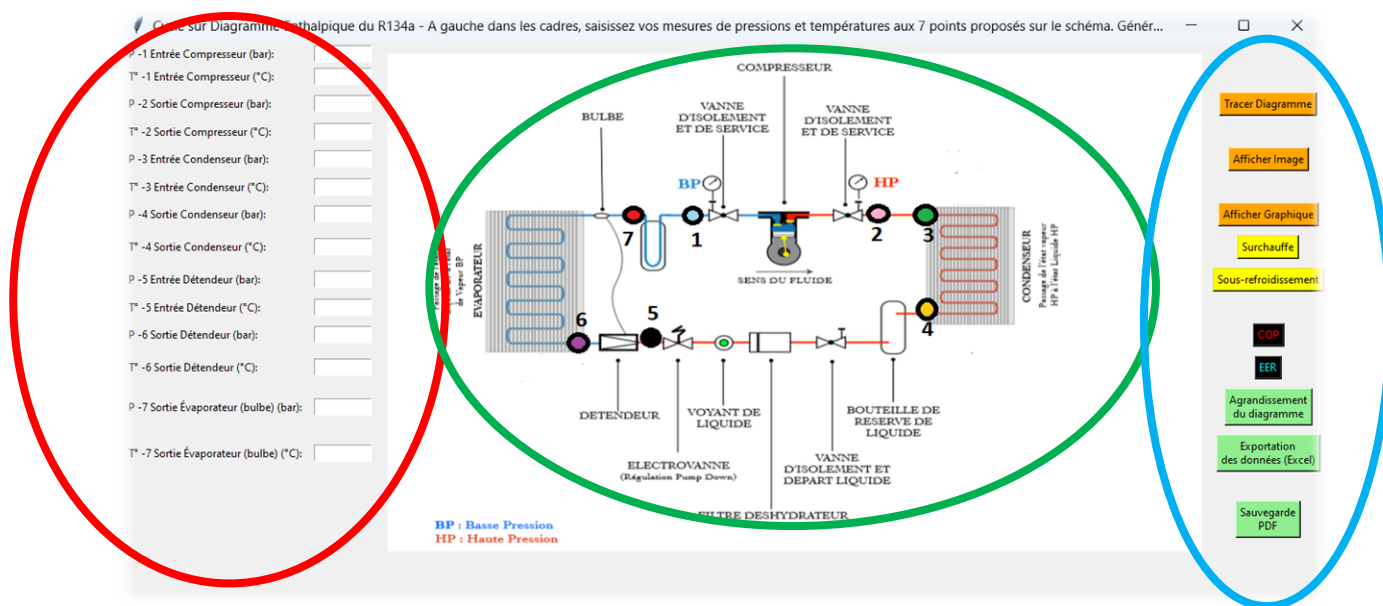 Cycle sur Diagramme Enthalpique du R134a - A gauche dans les cadres, saisissez vos mesures de pressions et températures aux 7 points proposés sur le schéma. Génér...
P -1 Entrée Compresseur (bar):
T° -1 Entrée Compresseur (°C):
P -2 Sortie Compresseur (bar):
T° -2 Sortie Compresseur (°C):
P -3 Entrée Condenseur (bar):
T° -3 Entrée Condenseur (°C):
P -4 Sortie Condenseur (bar):
T° -4 Sortie Condenseur (°C):
P -5 Entrée Détendeur (bar):
T° -5 Entrée Détendeur (°C):
P -6 Sortie Détendeur (bar):
T° -6 Sortie Détendeur (°C):
P -7 Sortie Évaporateur (bulbe) (bar):
T° -7 Sortie Évaporateur (bulbe) (°C):
COMPRESSEUR
BULBE
VANNE
D'ISOLEMENT
ET DE SERVICE
VANNE
D'ISOLEMENT
ET DE SERVICE
BP
HP
7
1
2
3
SENS DU FLUIDE
EVAPORATEUR
de Vapeur BP
CONDENSEUR
Passage de l'état vapeur
HP à l'état Liquide HP
6
5
4
DETENDEUR
VOYANT DE
LIQUIDE
BOUTEILLE DE
RESERVE DE
LIQUIDE
ELECTROVANNE
(Régulation Pump Down)
VANNE
D'ISOLEMENT ET
DEPART LIQUIDE
FILTRE DESHYDRATEUR
BP : Basse Pression
HP : Haute Pression
Tracer Diagramme
Afficher Image
Afficher Graphique
Surchauffe
Sous-refroidissement
COP
EER
Agrandissement
du diagramme
Exportation
des données (Excel)
Sauvegarde
PDF